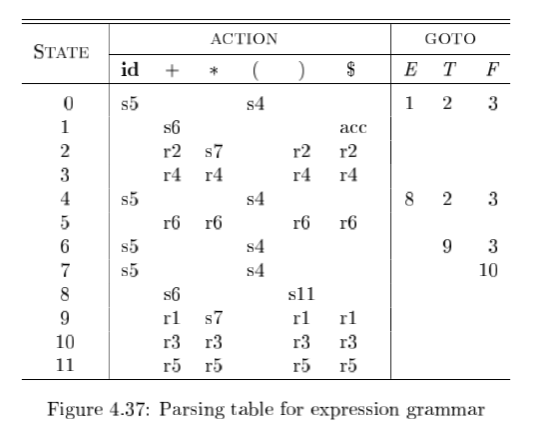 STATE ACTION GOTO
id + * ( ) $ E T F
0 s5 s4 1 2 3
1 s6 acc
2 r2 s7 r2 r2
3 r4 r4 r4 r4
4 s5 s4 8 2 3
5 r6 r6 r6 r6
6 s5 s4 9 3
7 s5 s4 10
8 s6 s11
9 r1 s7 r1 r1
10 r3 r3 r3 r3
11 r5 r5 r5 r5
Figure 4.37: Parsing table for expression grammar